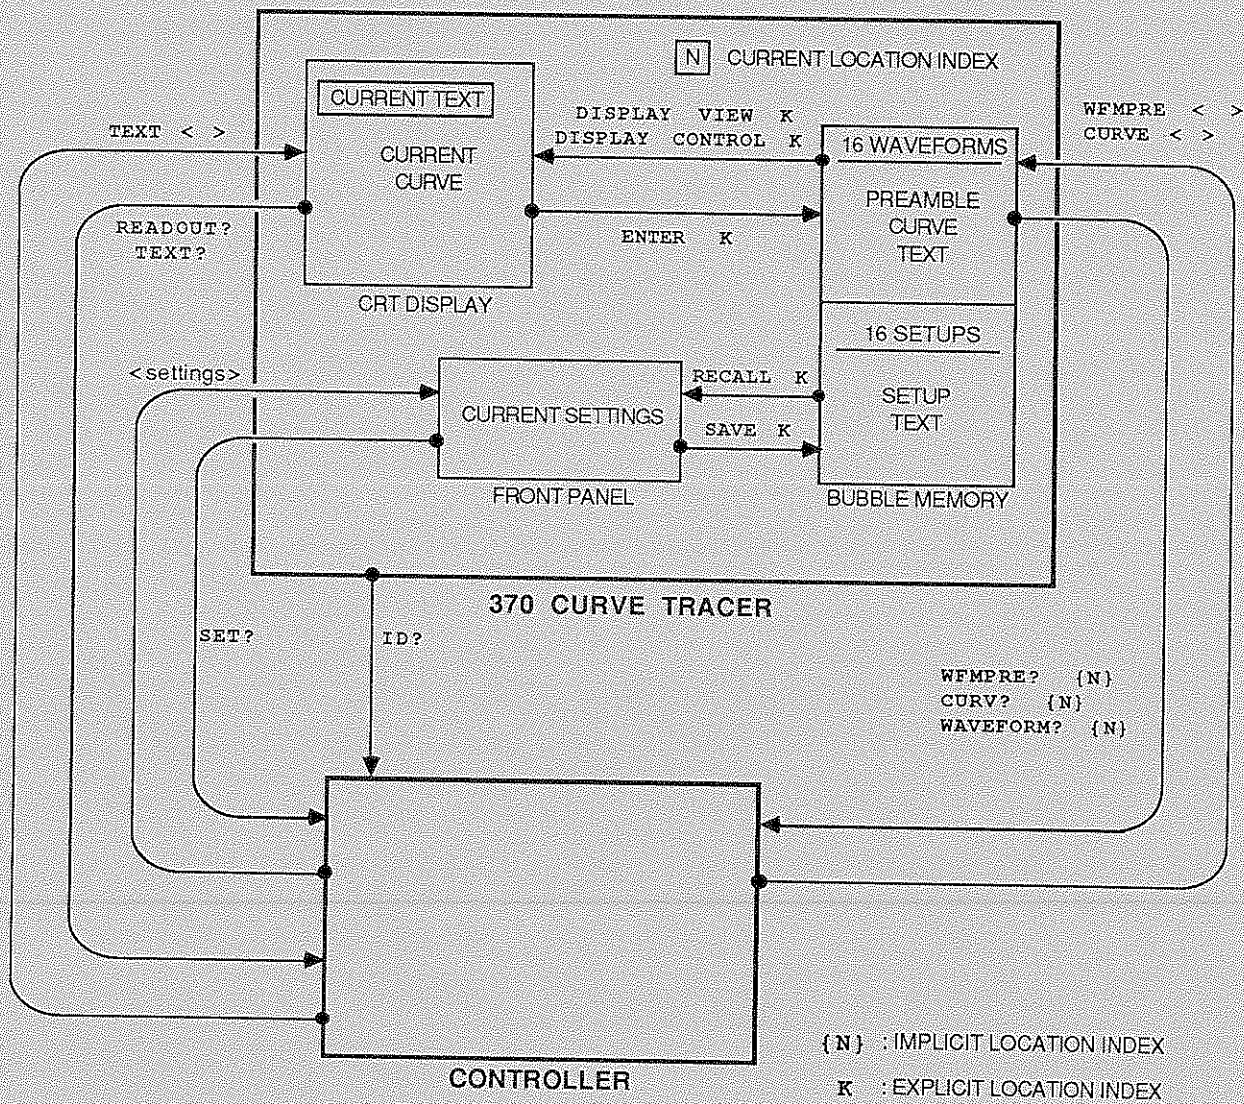 N CURRENT LOCATION INDEX
CURRENT TEXT
CURRENT
CURVE
CRT DISPLAY
TEXT < >
READOUT?
TEXT?
DISPLAY VIEW K
DISPLAY CONTROL K
ENTER K
WFMPRE < >
CURVE < >
16 WAVEFORMS
PREAMBLE
CURVE
TEXT
16 SETUPS
SETUP
TEXT
BUBBLE MEMORY
<settings>
CURRENT SETTINGS
FRONT PANEL
RECALL K
SAVE K
370 CURVE TRACER
SET?
ID?
WFMPRE? {N}
CURV? {N}
WAVEFORM? {N}
CONTROLLER
{N} : IMPLICIT LOCATION INDEX
K : EXPLICIT LOCATION INDEX